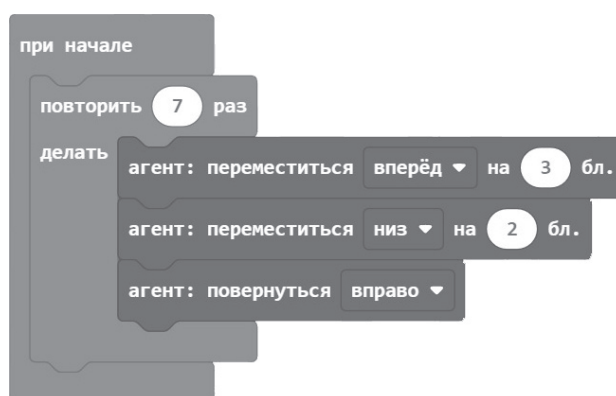 при начале
повторить 7 раз
делать
агент: переместиться вперёд на 3 бл.
агент: переместиться низ на 2 бл.
агент: повернуться вправо